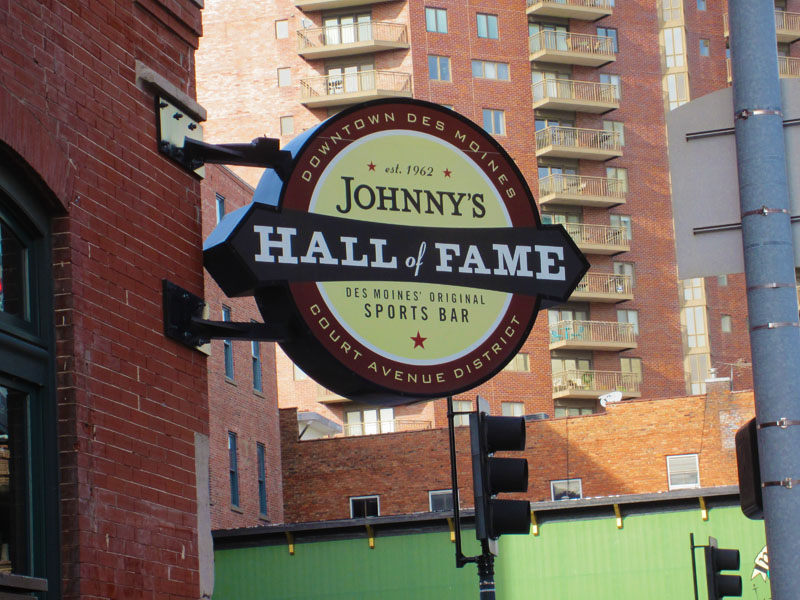 DOWNTOWN DES MOINES
est. 1962
JOHNNY'S
HALL of FAME
DES MOINES' ORIGINAL
SPORTS BAR
COURT AVENUE DISTRICT